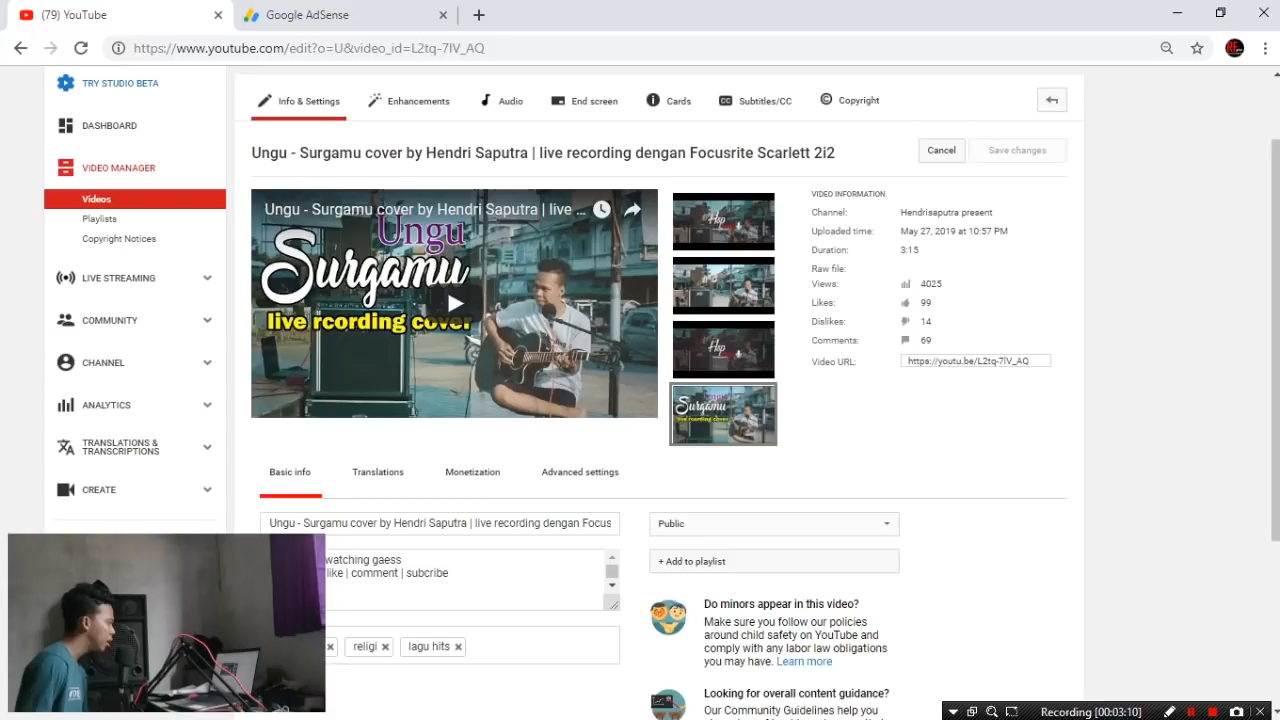 (79) YouTube
Google AdSense
https://www.youtube.com/edit?o=U&video_id=L2tq-7lV_AQ
TRY STUDIO BETA
DASHBOARD
VIDEO MANAGER
Videos
Playlists
Copyright Notices
LIVE STREAMING
COMMUNITY
CHANNEL
ANALYTICS
TRANSLATIONS &
TRANSCRIPTIONS
CREATE
Info & Settings
Enhancements
Audio
End screen
Cards
CC Subtitles/CC
Copyright
Ungu - Surgamu cover by Hendri Saputra | live recording dengan Focusrite Scarlett 2i2
Cancel
Save changes
Ungu - Surgamu cover by Hendri Saputra | live ...
Ungu
Surgamu
live rcording cover
Hsp
Hsp
Ungu
Surgamu
live rcording cover
VIDEO INFORMATION
Channel: Hendrisaputra present
Uploaded time: May 27, 2019 at 10:57 PM
Duration: 3:15
Raw file:
Views: 4025
Likes: 99
Dislikes: 14
Comments: 69
Video URL: https://youtu.be/L2tq-7lV_AQ
Basic info
Translations
Monetization
Advanced settings
Ungu - Surgamu cover by Hendri Saputra | live recording dengan Focus
watching gaess
like | comment | subcribe
religi
lagu hits
Public
+ Add to playlist
Do minors appear in this video?
Make sure you follow our policies
around child safety on YouTube and
comply with any labor law obligations
you may have. Learn more
Looking for overall content guidance?
Our Community Guidelines help you
Recording [00:03:10]